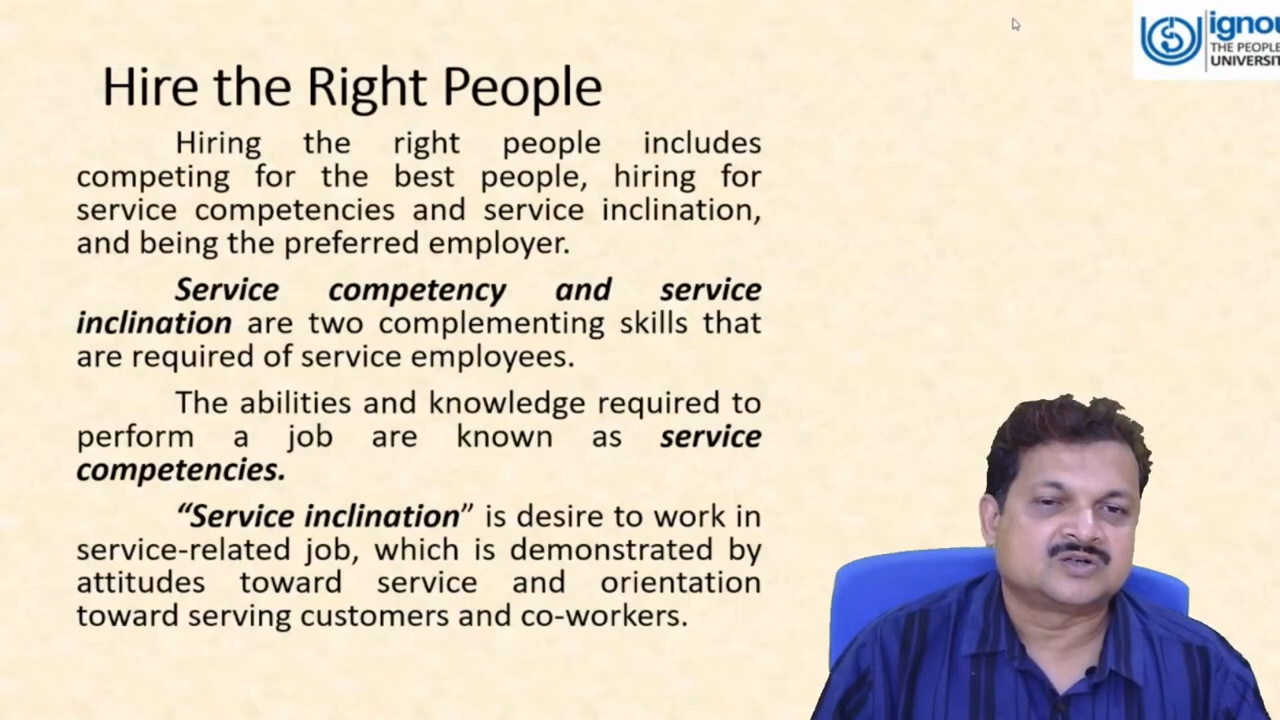 Hire the Right People
Hiring the right people includes
competing for the best people, hiring for
service competencies and service inclination,
and being the preferred employer.
Service competency and service
inclination are two complementing skills that
are required of service employees.
The abilities and knowledge required to
perform a job are known as service
competencies.
“Service inclination” is desire to work in
service-related job, which is demonstrated by
attitudes toward service and orientation
toward serving customers and co-workers.
ignou
THE PEOPLE
UNIVERSIT